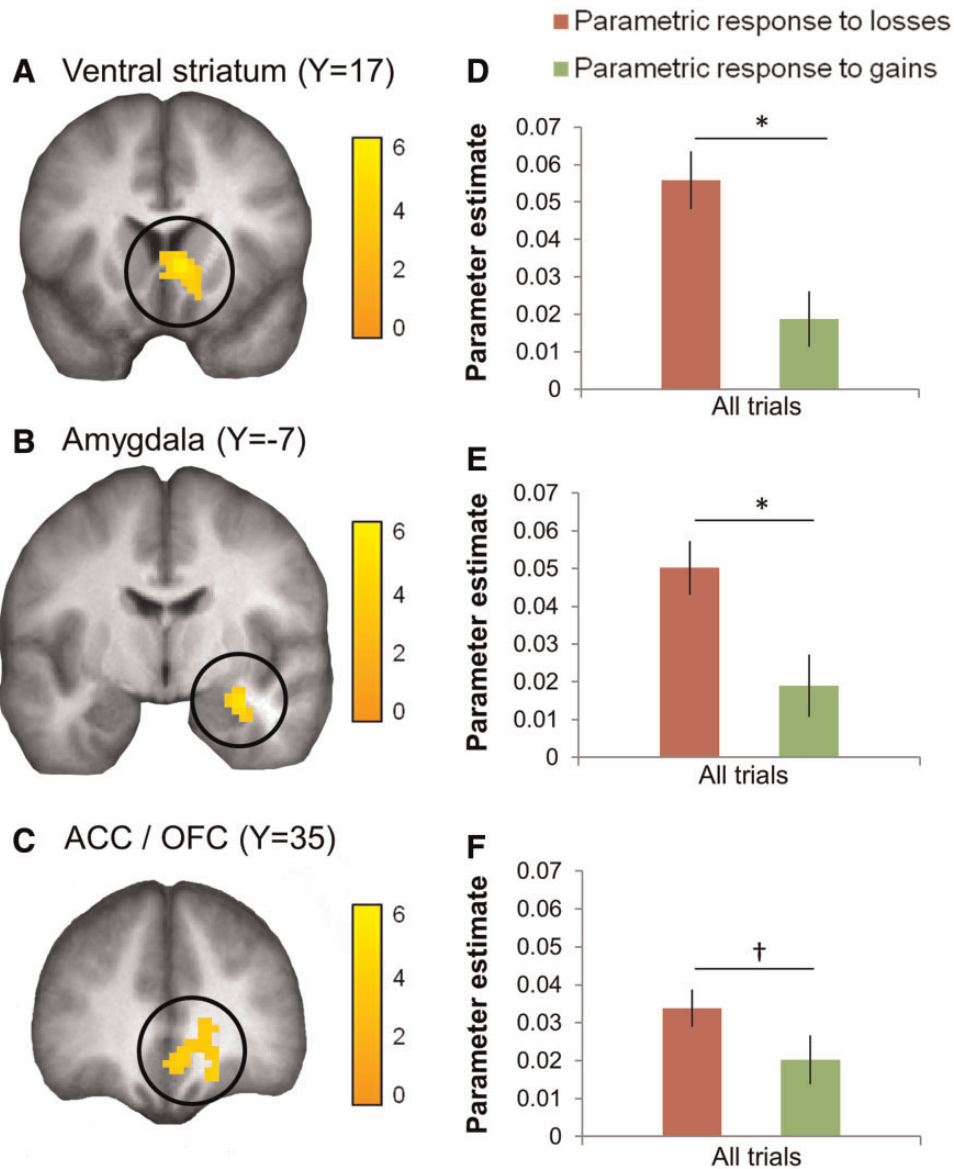 Parametric response to losses
Parametric response to gains
A Ventral striatum (Y=17)
6
4
2
0
D
Parameter estimate
0.07
0.06
0.05
0.04
0.03
0.02
0.01
0
*
All trials
B Amygdala (Y=-7)
6
4
2
0
E
Parameter estimate
0.07
0.06
0.05
0.04
0.03
0.02
0.01
0
*
All trials
C ACC / OFC (Y=35)
6
4
2
0
F
Parameter estimate
0.07
0.06
0.05
0.04
0.03
0.02
0.01
0
†
All trials